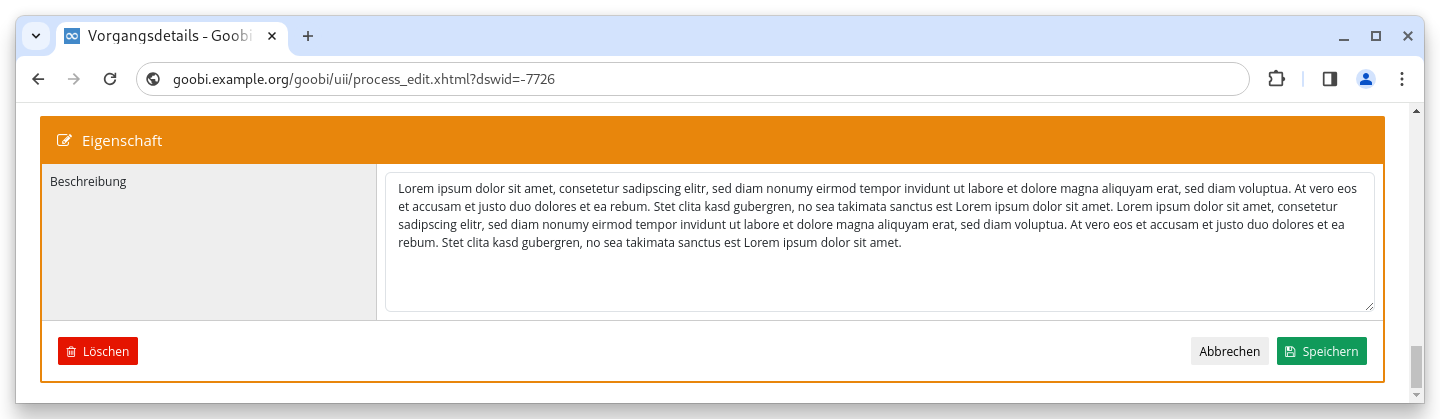 Vorgangsdetails - Goobi
goobi.example.org/goobi/uii/process_edit.xhtml?dswid=-7726
Eigenschaft
Beschreibung
Lorem ipsum dolor sit amet, consetetur sadipscing elitr, sed diam nonumy eirmod tempor invidunt ut labore et dolore magna aliquyam erat, sed diam voluptua. At vero eos
et accusam et justo duo dolores et ea rebum. Stet clita kasd gubergren, no sea takimata sanctus est Lorem ipsum dolor sit amet. Lorem ipsum dolor sit amet, consetetur
sadipscing elitr, sed diam nonumy eirmod tempor invidunt ut labore et dolore magna aliquyam erat, sed diam voluptua. At vero eos et accusam et justo duo dolores et ea
rebum. Stet clita kasd gubergren, no sea takimata sanctus est Lorem ipsum dolor sit amet.
Löschen
Abbrechen
Speichern